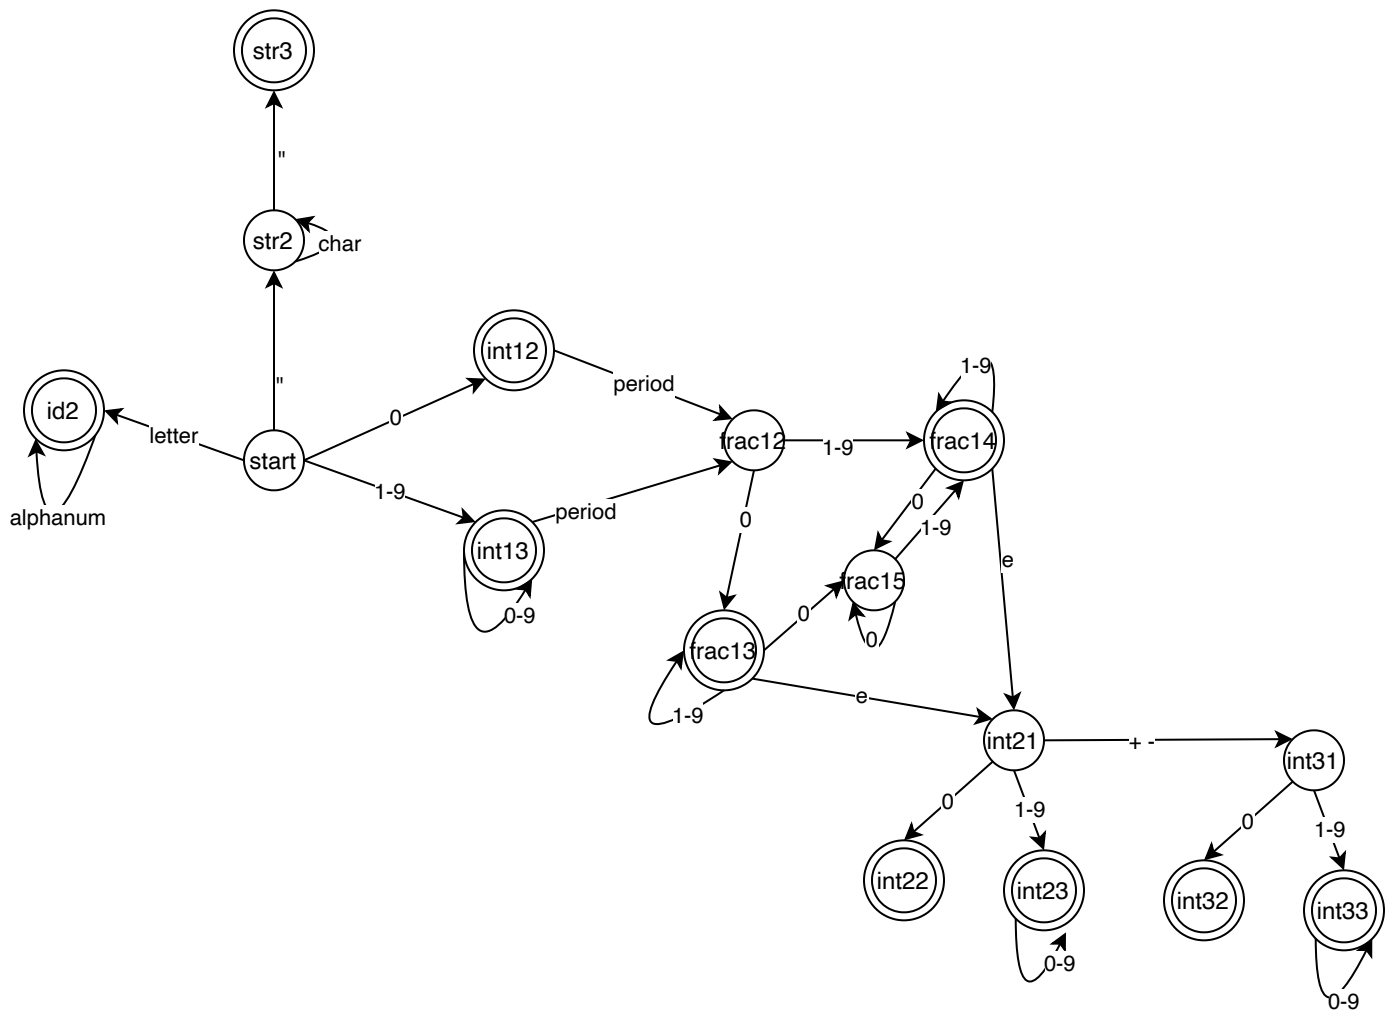 str3
"
str2
char
int12
"
period
1-9
id2
0
letter
frac12
1-9
frac14
start
1-9
period
0
0
1-9
alphanum
int13
e
frac15
0-9
0
0
frac13
e
1-9
int21
+ -
int31
0
1-9
0
1-9
int22
int23
int32
int33
0-9
0-9